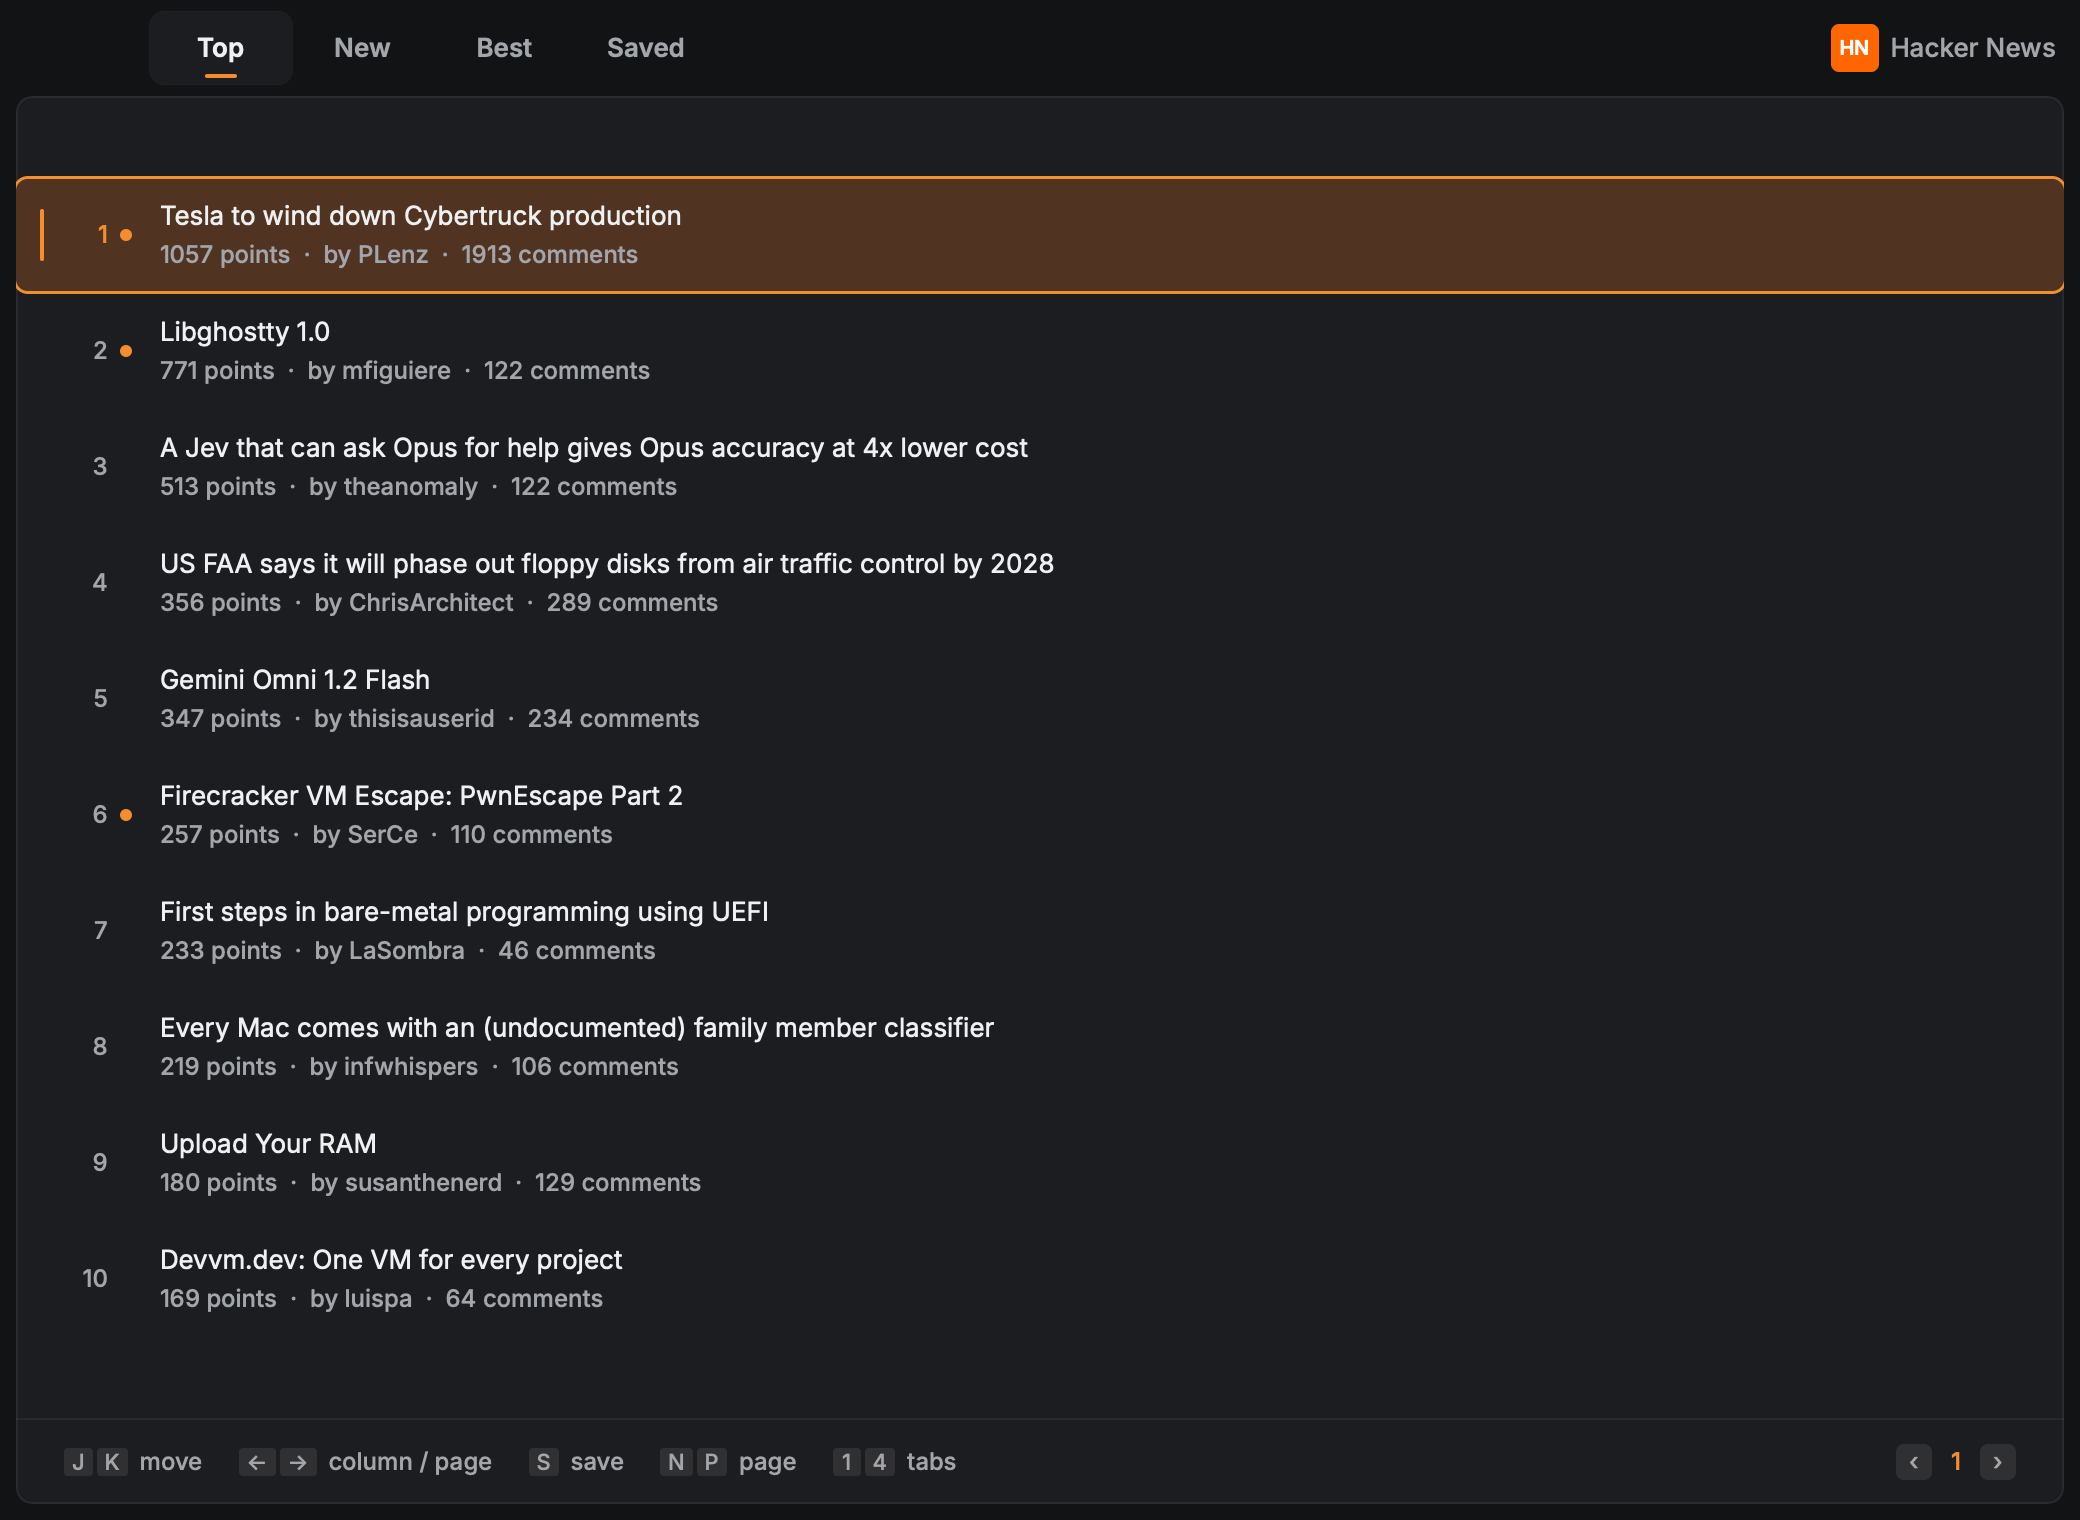 Top New Best Saved
HN Hacker News
1
Tesla to wind down Cybertruck production
1057 points · by PLenz · 1913 comments
2
Libghostty 1.0
771 points · by mfiguiere · 122 comments
3
A Jev that can ask Opus for help gives Opus accuracy at 4x lower cost
513 points · by theanomaly · 122 comments
4
US FAA says it will phase out floppy disks from air traffic control by 2028
356 points · by ChrisArchitect · 289 comments
5
Gemini Omni 1.2 Flash
347 points · by thisisauserid · 234 comments
6
Firecracker VM Escape: PwnEscape Part 2
257 points · by SerCe · 110 comments
7
First steps in bare-metal programming using UEFI
233 points · by LaSombra · 46 comments
8
Every Mac comes with an (undocumented) family member classifier
219 points · by infwhispers · 106 comments
9
Upload Your RAM
180 points · by susanthenerd · 129 comments
10
Devvm.dev: One VM for every project
169 points · by luispa · 64 comments
J K move ← → column / page S save N P page 1 4 tabs
‹ 1 ›